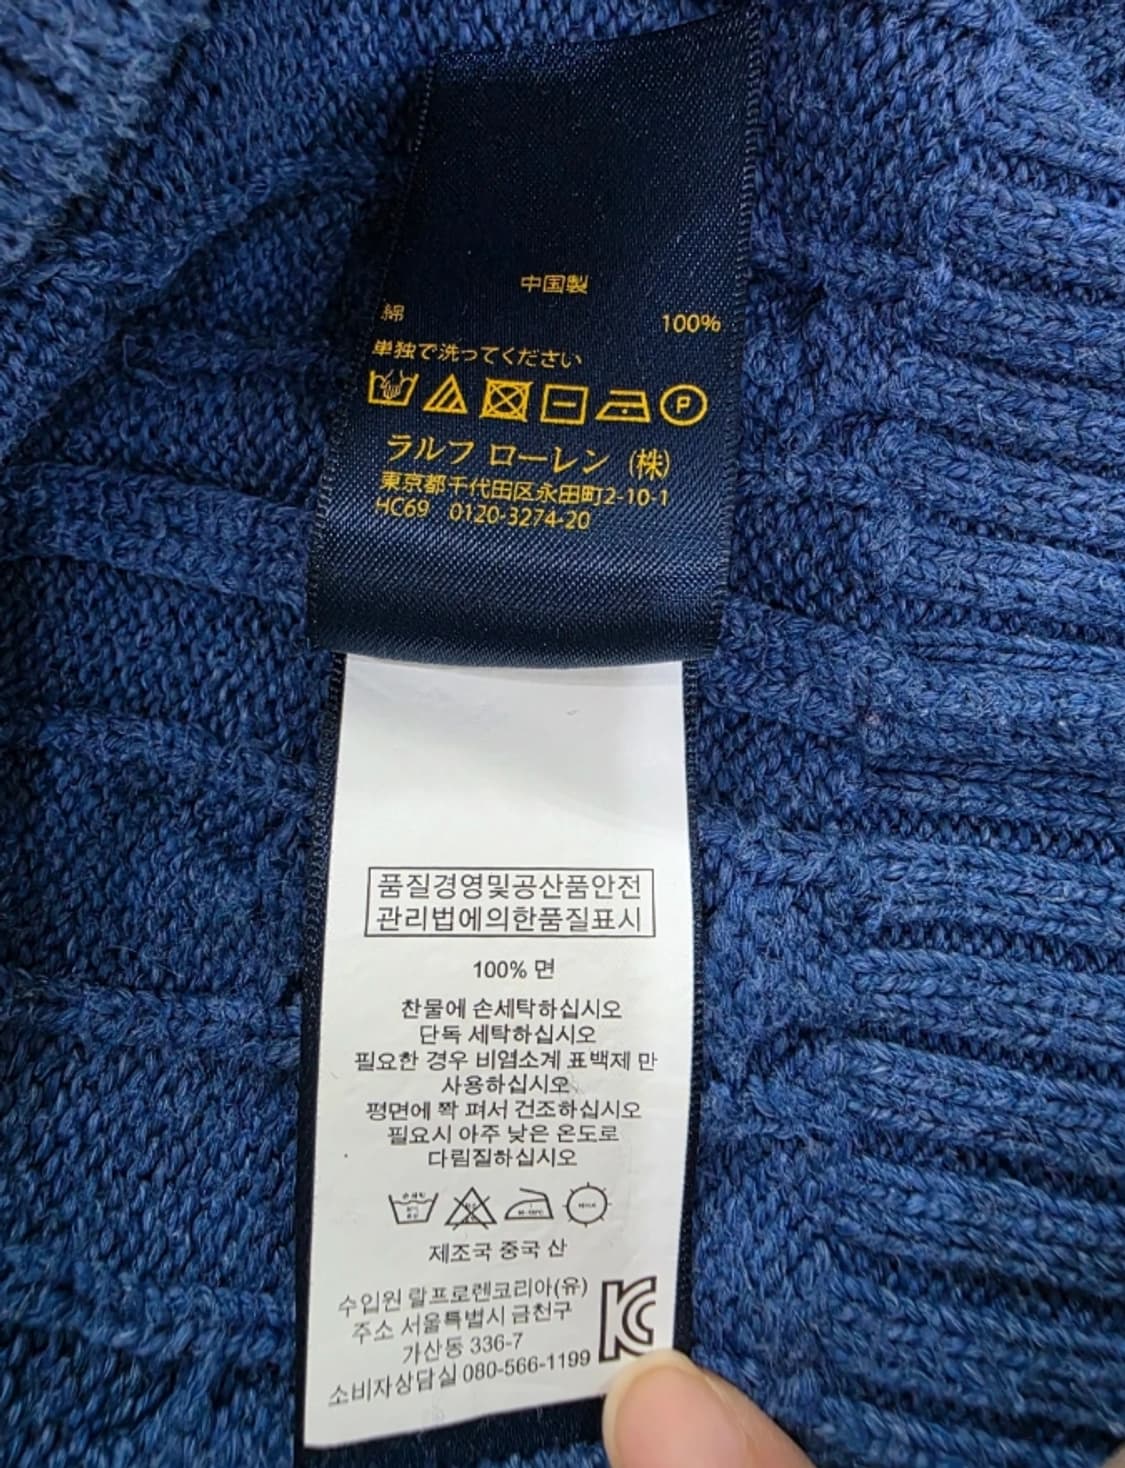 中国製
綿 100%
単独で洗ってください
P
ラルフ ローレン (株)
東京都千代田区永田町2-10-1
HC69 0120-3274-20
품질경영및공산품안전
관리법에의한품질표시
100% 면
찬물에 손세탁하십시오
단독 세탁하십시오
필요한 경우 비염소계 표백제 만
사용하십시오
평면에 쫙 펴서 건조하십시오
필요시 아주 낮은 온도로
다림질하십시오
제조국 중국 산
수입원 랄프로렌코리아(유)
주소 서울특별시 금천구
가산동 336-7
소비자상담실 080-566-1199
KC